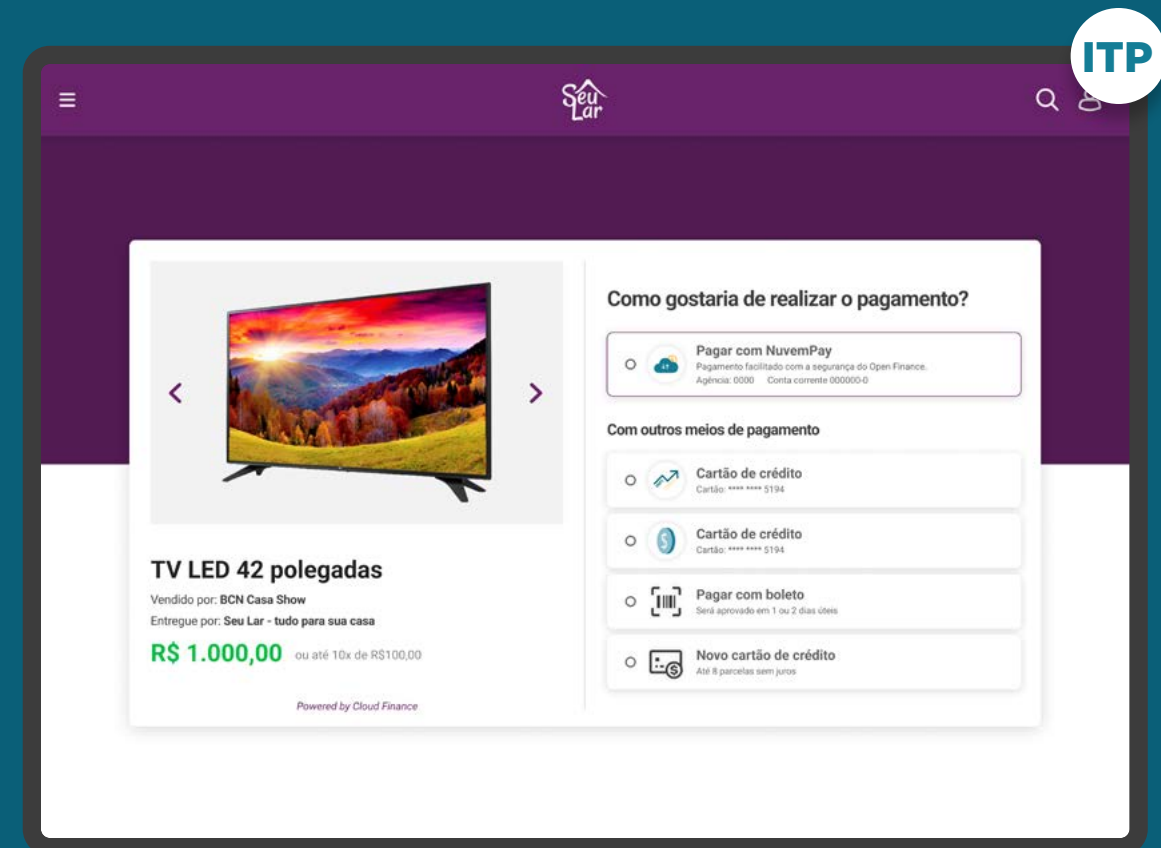 ITP
Seu
Lar
TV LED 42 polegadas
Vendido por: BCN Casa Show
Entregue por: Seu Lar - tudo para sua casa
R$ 1.000,00 ou até 10x de R$100,00
Powered by Cloud Finance
Como gostaria de realizar o pagamento?
Pagar com NuvemPay
Pagamento facilitado com a segurança do Open Finance.
Agência: 0000 Conta corrente 000000-0
Com outros meios de pagamento
Cartão de crédito
Cartão: **** **** 5194
Cartão de crédito
Cartão: **** **** 5194
Pagar com boleto
Será aprovado em 1 ou 2 dias úteis
Novo cartão de crédito
Até 8 parcelas sem juros